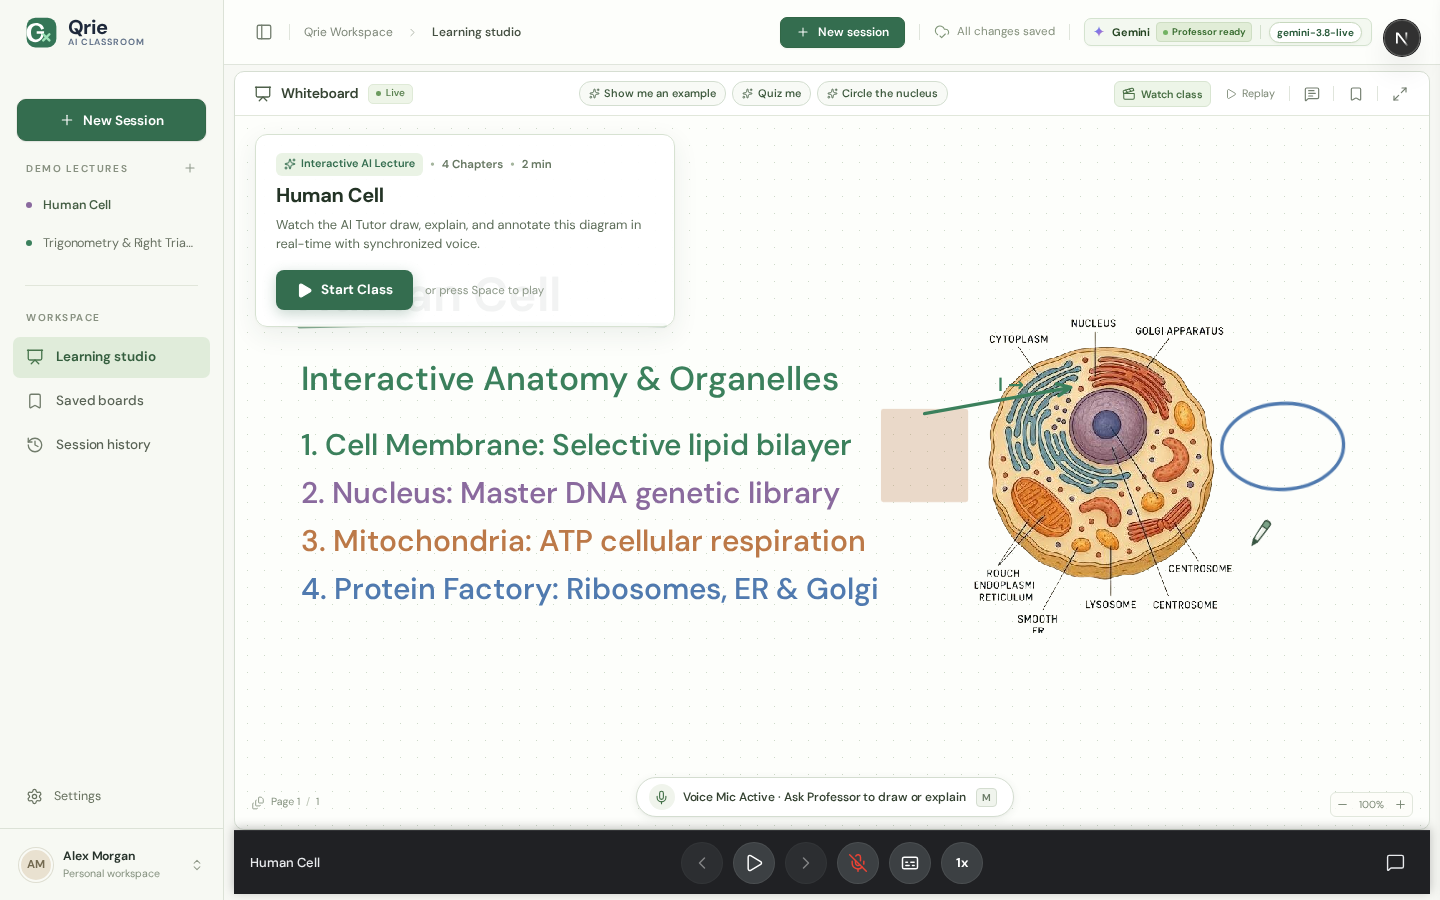 Qrie
AI CLASSROOM
New Session
DEMO LECTURES
Human Cell
Trigonometry & Right Tria...
WORKSPACE
Learning studio
Saved boards
Session history
Settings
AM
Alex Morgan
Personal workspace
Qrie Workspace
Learning studio
New session
All changes saved
Gemini
Professor ready
gemini-3.8-live
N
Whiteboard
Live
Show me an example
Quiz me
Circle the nucleus
Watch class
Replay
Interactive AI Lecture • 4 Chapters • 2 min
Human Cell
Watch the AI Tutor draw, explain, and annotate this diagram in
real-time with synchronized voice.
Start Class
or press Space to play
an Cell
Interactive Anatomy & Organelles
1. Cell Membrane: Selective lipid bilayer
2. Nucleus: Master DNA genetic library
3. Mitochondria: ATP cellular respiration
4. Protein Factory: Ribosomes, ER & Golgi
NUCLEUS
CYTOPLASM
GOLGI APPARATUS
CENTROSOME
ROUCH
ENDOPLASMI
RETICULUM
LYSOSOME
CENTROSOME
SMOOTH
ER
Page 1 / 1
Voice Mic Active · Ask Professor to draw or explain
M
100%
Human Cell
1x